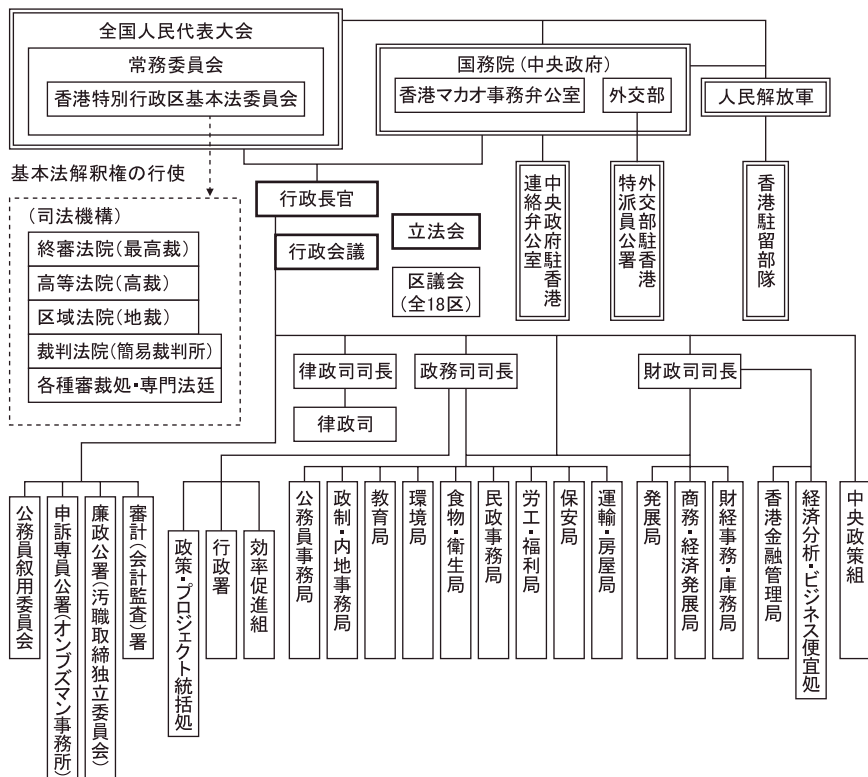 全国人民代表大会
常務委員会
香港特別行政区基本法委員会
国務院(中央政府)
香港マカオ事務弁公室
外交部
人民解放軍
基本法解釈権の行使
行政長官
行政会議
立法会
区議会
(全18区)
中央政府駐香港
連絡弁公室
外交部駐香港
特派員公署
香港駐留部隊
(司法機構)
終審法院(最高裁)
高等法院(高裁)
区域法院(地裁)
裁判法院(簡易裁判所)
各種審裁処・専門法廷
律政司司長
政務司司長
財政司司長
律政司
公務員叙用委員会
申訴専員公署(オンブズマン事務所)
廉政公署(汚職取締独立委員会)
審計(会計監査)署
政策・プロジェクト統括処
行政署
効率促進組
公務員事務局
政制・内地事務局
教育局
環境局
食物・衛生局
民政事務局
労工・福利局
保安局
運輸・房屋局
発展局
商務・経済発展局
財経事務・庫務局
香港金融管理局
経済分析・ビジネス便宜処
中央政策組